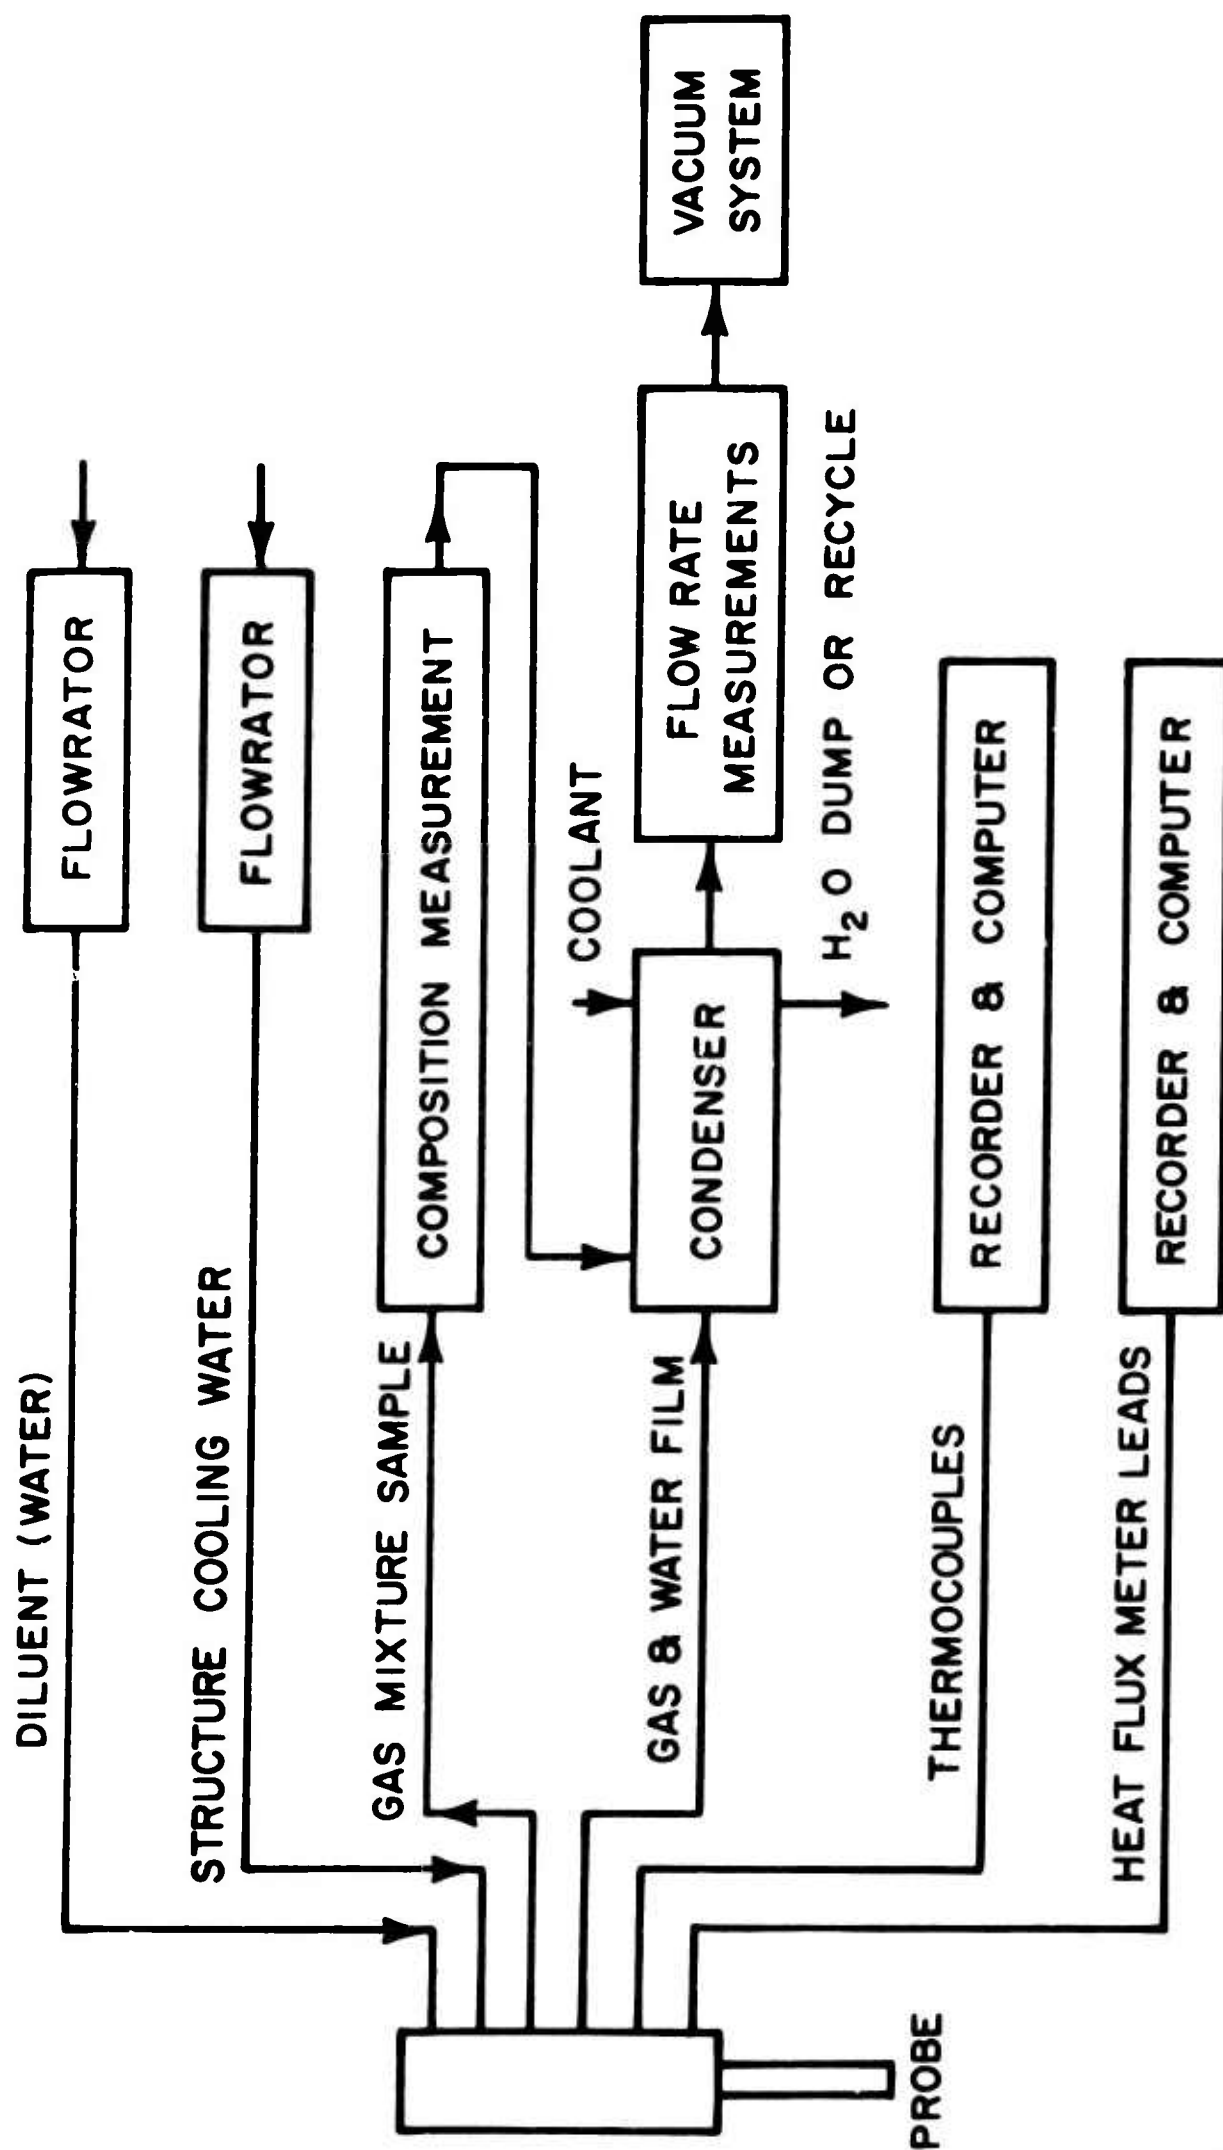 DILUENT (WATER)
FLOWRATOR
STRUCTURE COOLING WATER
FLOWRATOR
GAS MIXTURE SAMPLE
COMPOSITION MEASUREMENT
COOLANT
GAS & WATER FILM
CONDENSER
FLOW RATE
MEASUREMENTS
VACUUM
SYSTEM
H2O DUMP OR RECYCLE
THERMOCOUPLES
RECORDER & COMPUTER
HEAT FLUX METER LEADS
RECORDER & COMPUTER
PROBE